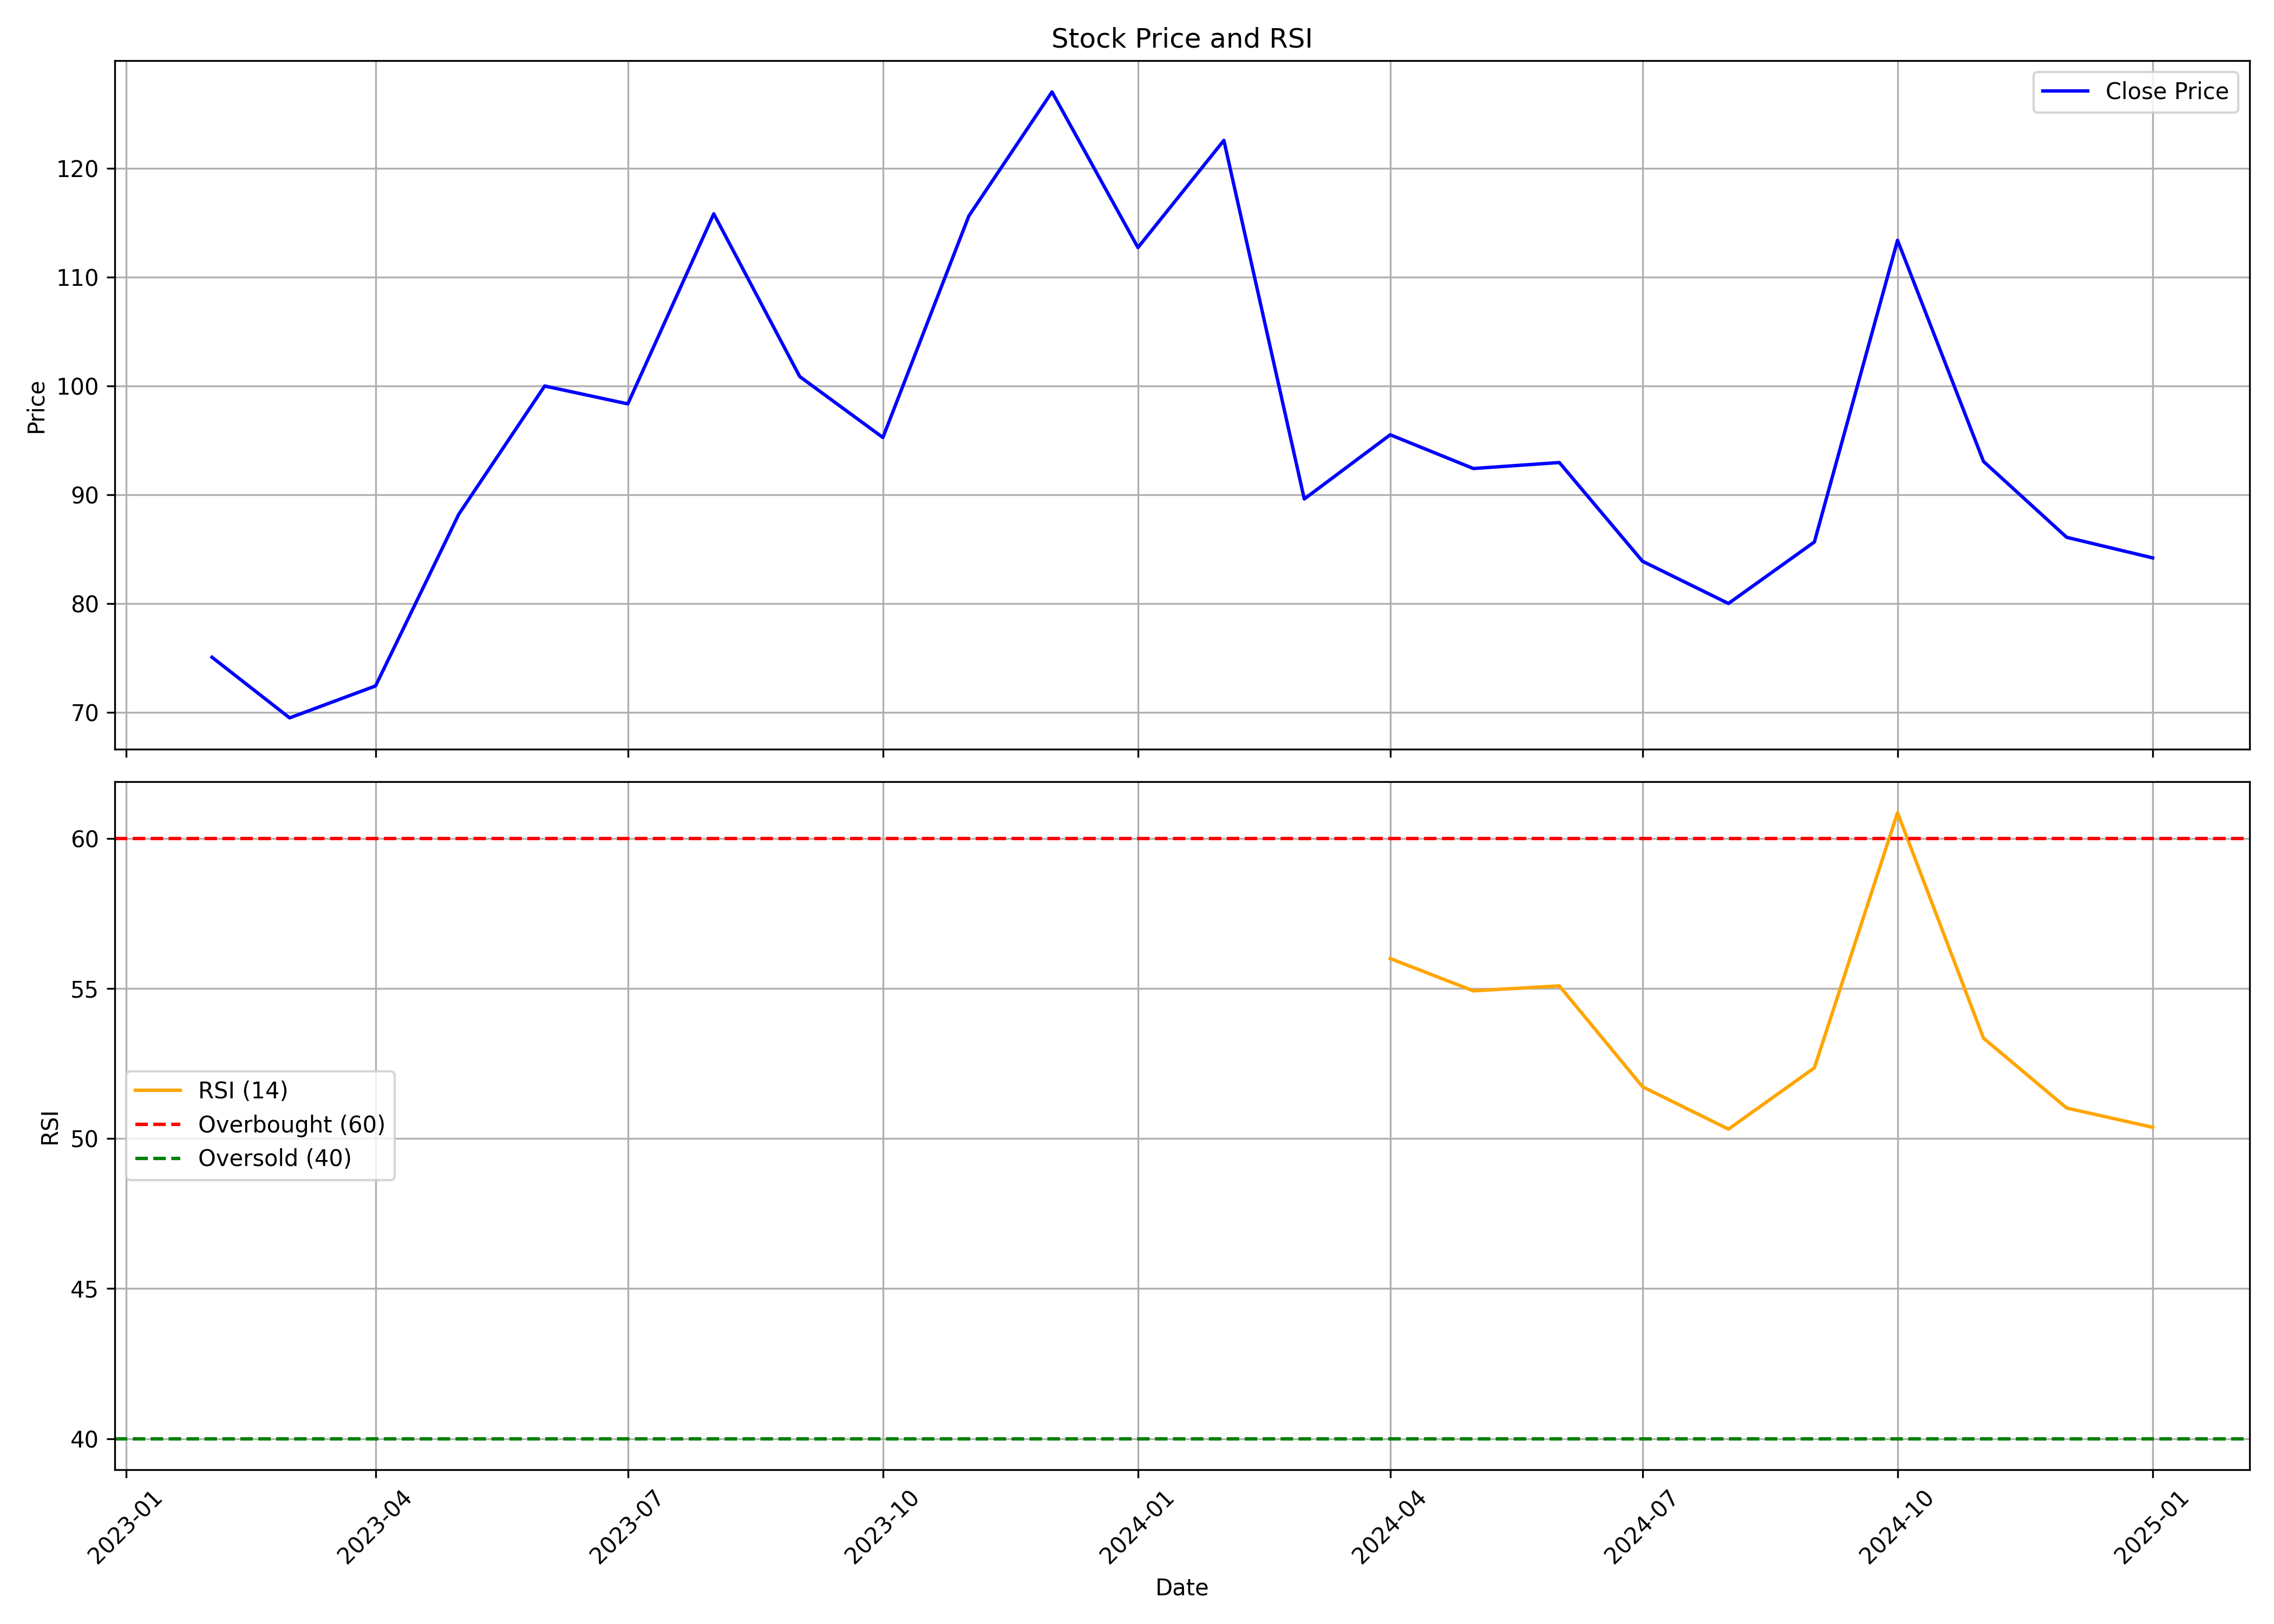 Stock Price and RSI
Close Price
Price
120
110
100
90
80
70
RSI
60
55
50
45
40
RSI (14)
Overbought (60)
Oversold (40)
2023-01
2023-04
2023-07
2023-10
2024-01
2024-04
2024-07
2024-10
2025-01
Date